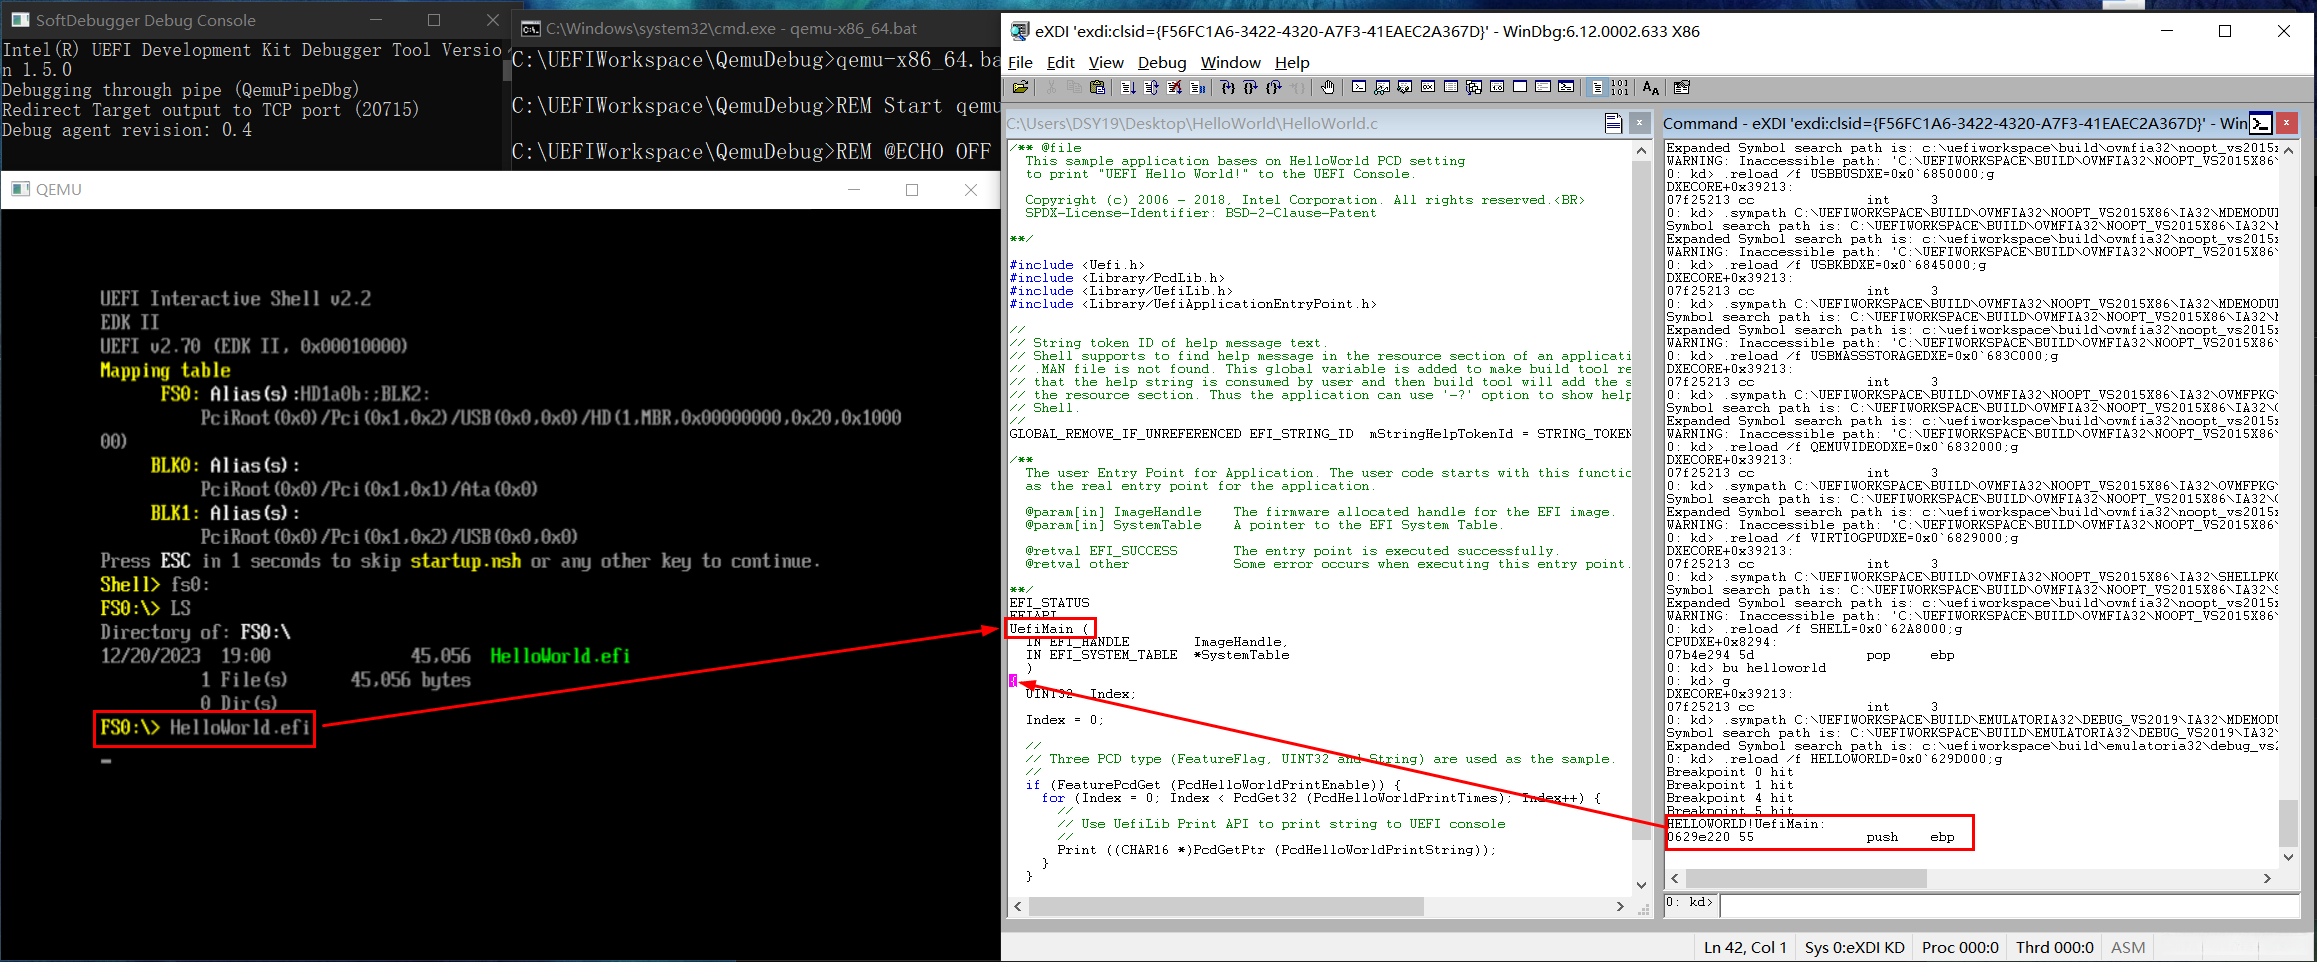 SoftDebugger Debug Console
Intel(R) UEFI Development Kit Debugger Tool Versio
n 1.5.0
Debugging through pipe (QemuPipeDbg)
Redirect Target output to TCP port (20715)
Debug agent revision: 0.4
C:\Windows\system32\cmd.exe - qemu-x86_64.bat
C:\UEFIWorkspace\QemuDebug>qemu-x86_64.ba
C:\UEFIWorkspace\QemuDebug>REM Start qemu
C:\UEFIWorkspace\QemuDebug>REM @ECHO OFF
QEMU
UEFI Interactive Shell v2.2
EDK II
UEFI v2.70 (EDK II, 0x00010000)
Mapping table
FS0: Alias(s):HD1a0b:;BLK2:
PciRoot(0x0)/Pci(0x1,0x2)/USB(0x0,0x0)/HD(1,MBR,0x00000000,0x20,0x1000
00)
BLK0: Alias(s):
PciRoot(0x0)/Pci(0x1,0x1)/Ata(0x0)
BLK1: Alias(s):
PciRoot(0x0)/Pci(0x1,0x2)/USB(0x0,0x0)
Press ESC in 1 seconds to skip startup.nsh or any other key to continue.
Shell> fs0:
FS0:\> LS
Directory of: FS0:\
12/20/2023  19:00              45,056  HelloWorld.efi
1 File(s)      45,056 bytes
0 Dir(s)
FS0:\> HelloWorld.efi
eXDI 'exdi:clsid={F56FC1A6-3422-4320-A7F3-41EAEC2A367D}' - WinDbg:6.12.0002.633 X86
File Edit View Debug Window Help
C:\Users\DSY19\Desktop\HelloWorld\HelloWorld.c
/** @file
This sample application bases on HelloWorld PCD setting
to print "UEFI Hello World!" to the UEFI Console.
Copyright (c) 2006 - 2018, Intel Corporation. All rights reserved.<BR>
SPDX-License-Identifier: BSD-2-Clause-Patent
**/
#include <Uefi.h>
#include <Library/PcdLib.h>
#include <Library/UefiLib.h>
#include <Library/UefiApplicationEntryPoint.h>
//
// String token ID of help message text.
// Shell supports to find help message in the resource section of an applicati
// .MAN file is not found. This global variable is added to make build tool re
// that the help string is consumed by user and then build tool will add the s
// the resource section. Thus the application can use '-?' option to show help
// Shell.
//
GLOBAL_REMOVE_IF_UNREFERENCED EFI_STRING_ID  mStringHelpTokenId = STRING_TOKEN
/**
The user Entry Point for Application. The user code starts with this functio
as the real entry point for the application.
@param[in] ImageHandle    The firmware allocated handle for the EFI image.
@param[in] SystemTable    A pointer to the EFI System Table.
@retval EFI_SUCCESS       The entry point is executed successfully.
@retval other             Some error occurs when executing this entry point.
**/
EFI_STATUS
EFIAPI
UefiMain (
IN EFI_HANDLE        ImageHandle,
IN EFI_SYSTEM_TABLE  *SystemTable
)
{
UINT32  Index;
Index = 0;
//
// Three PCD type (FeatureFlag, UINT32 and String) are used as the sample.
//
if (FeaturePcdGet (PcdHelloWorldPrintEnable)) {
for (Index = 0; Index < PcdGet32 (PcdHelloWorldPrintTimes); Index++) {
//
// Use UefiLib Print API to print string to UEFI console
//
Print ((CHAR16 *)PcdGetPtr (PcdHelloWorldPrintString));
}
}
Command - eXDI 'exdi:clsid={F56FC1A6-3422-4320-A7F3-41EAEC2A367D}' - Win
Expanded Symbol search path is: c:\uefiworkspace\build\ovmfia32\noopt_vs2015x
WARNING: Inaccessible path: 'C:\UEFIWORKSPACE\BUILD\OVMFIA32\NOOPT_VS2015X86\
0: kd> .reload /f USBBUSDXE=0x0`6850000;g
DXECORE+0x39213:
07f25213 cc              int     3
0: kd> .sympath C:\UEFIWORKSPACE\BUILD\OVMFIA32\NOOPT_VS2015X86\IA32\MDEMODUL
Symbol search path is: C:\UEFIWORKSPACE\BUILD\OVMFIA32\NOOPT_VS2015X86\IA32\M
Expanded Symbol search path is: c:\uefiworkspace\build\ovmfia32\noopt_vs2015x
WARNING: Inaccessible path: 'C:\UEFIWORKSPACE\BUILD\OVMFIA32\NOOPT_VS2015X86\
0: kd> .reload /f USBKBDXE=0x0`6845000;g
DXECORE+0x39213:
07f25213 cc              int     3
0: kd> .sympath C:\UEFIWORKSPACE\BUILD\OVMFIA32\NOOPT_VS2015X86\IA32\MDEMODUL
Symbol search path is: C:\UEFIWORKSPACE\BUILD\OVMFIA32\NOOPT_VS2015X86\IA32\M
Expanded Symbol search path is: c:\uefiworkspace\build\ovmfia32\noopt_vs2015x
WARNING: Inaccessible path: 'C:\UEFIWORKSPACE\BUILD\OVMFIA32\NOOPT_VS2015X86\
0: kd> .reload /f USBMASSSTORAGEDXE=0x0`683C000;g
DXECORE+0x39213:
07f25213 cc              int     3
0: kd> .sympath C:\UEFIWORKSPACE\BUILD\OVMFIA32\NOOPT_VS2015X86\IA32\OVMFPKG\
Symbol search path is: C:\UEFIWORKSPACE\BUILD\OVMFIA32\NOOPT_VS2015X86\IA32\O
Expanded Symbol search path is: c:\uefiworkspace\build\ovmfia32\noopt_vs2015x
WARNING: Inaccessible path: 'C:\UEFIWORKSPACE\BUILD\OVMFIA32\NOOPT_VS2015X86\
0: kd> .reload /f QEMUVIDEODXE=0x0`6832000;g
DXECORE+0x39213:
07f25213 cc              int     3
0: kd> .sympath C:\UEFIWORKSPACE\BUILD\OVMFIA32\NOOPT_VS2015X86\IA32\OVMFPKG\
Symbol search path is: C:\UEFIWORKSPACE\BUILD\OVMFIA32\NOOPT_VS2015X86\IA32\O
Expanded Symbol search path is: c:\uefiworkspace\build\ovmfia32\noopt_vs2015x
WARNING: Inaccessible path: 'C:\UEFIWORKSPACE\BUILD\OVMFIA32\NOOPT_VS2015X86\
0: kd> .reload /f VIRTIOGPUDXE=0x0`6829000;g
DXECORE+0x39213:
07f25213 cc              int     3
0: kd> .sympath C:\UEFIWORKSPACE\BUILD\OVMFIA32\NOOPT_VS2015X86\IA32\SHELLPKG
Symbol search path is: C:\UEFIWORKSPACE\BUILD\OVMFIA32\NOOPT_VS2015X86\IA32\S
Expanded Symbol search path is: c:\uefiworkspace\build\ovmfia32\noopt_vs2015x
WARNING: Inaccessible path: 'C:\UEFIWORKSPACE\BUILD\OVMFIA32\NOOPT_VS2015X86\
0: kd> .reload /f SHELL=0x0`62A8000;g
CPUDXE+0x8294:
07b4e294 5d              pop     ebp
0: kd> bu helloworld
0: kd> g
DXECORE+0x39213:
07f25213 cc              int     3
0: kd> .sympath C:\UEFIWORKSPACE\BUILD\EMULATORIA32\DEBUG_VS2019\IA32\MDEMODU
Symbol search path is: C:\UEFIWORKSPACE\BUILD\EMULATORIA32\DEBUG_VS2019\IA32\
Expanded Symbol search path is: c:\uefiworkspace\build\emulatoria32\debug_vs2
0: kd> .reload /f HELLOWORLD=0x0`629D000;g
Breakpoint 0 hit
Breakpoint 1 hit
Breakpoint 4 hit
Breakpoint 5 hit
HELLOWORLD!UefiMain:
0629e220 55              push    ebp
0: kd>
Ln 42, Col 1 Sys 0:eXDI KD Proc 000:0 Thrd 000:0 ASM